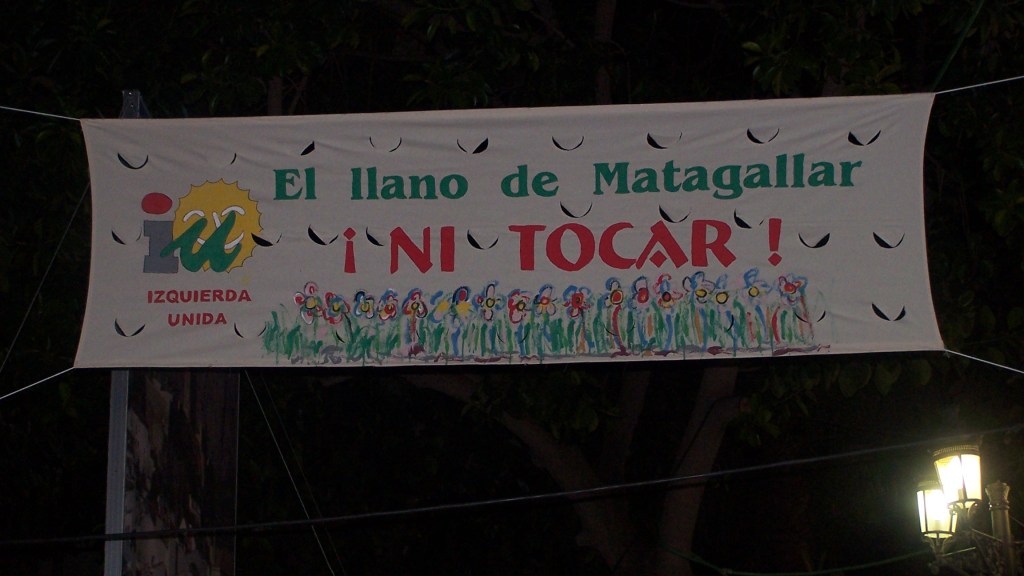 El llano de Matagallar
¡NI TOCAR!
iu
IZQUIERDA
UNIDA